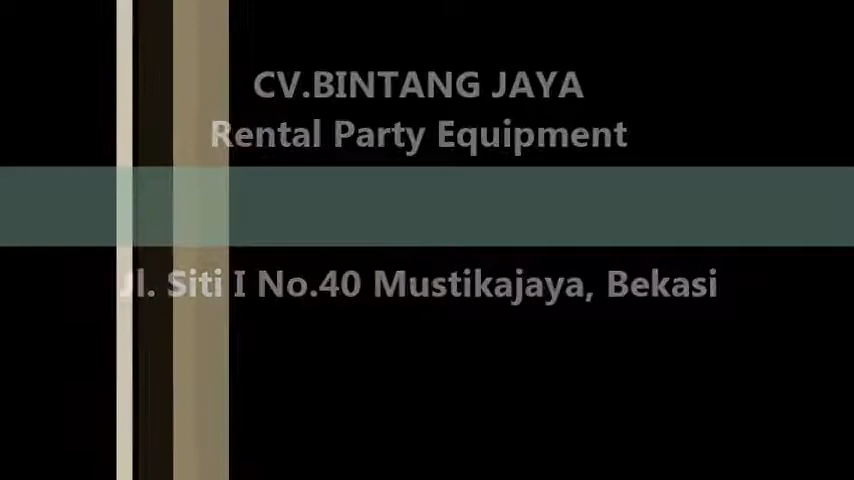 CV.BINTANG JAYA
Rental Party Equipment
Jl. Siti I No.40 Mustikajaya, Bekasi